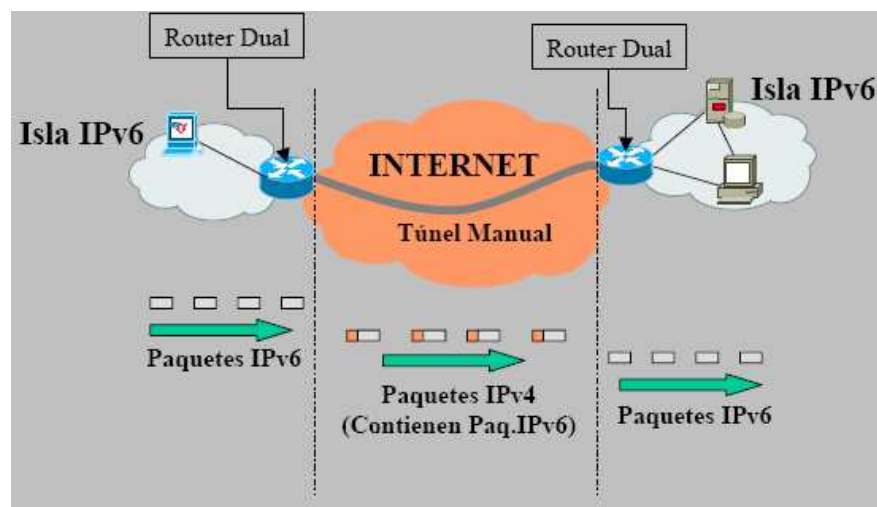 Router Dual
Router Dual
Isla IPv6
Isla IPv6
INTERNET
Túnel Manual
Paquetes IPv6
Paquetes IPv4
(Contienen Paq.IPv6)
Paquetes IPv6